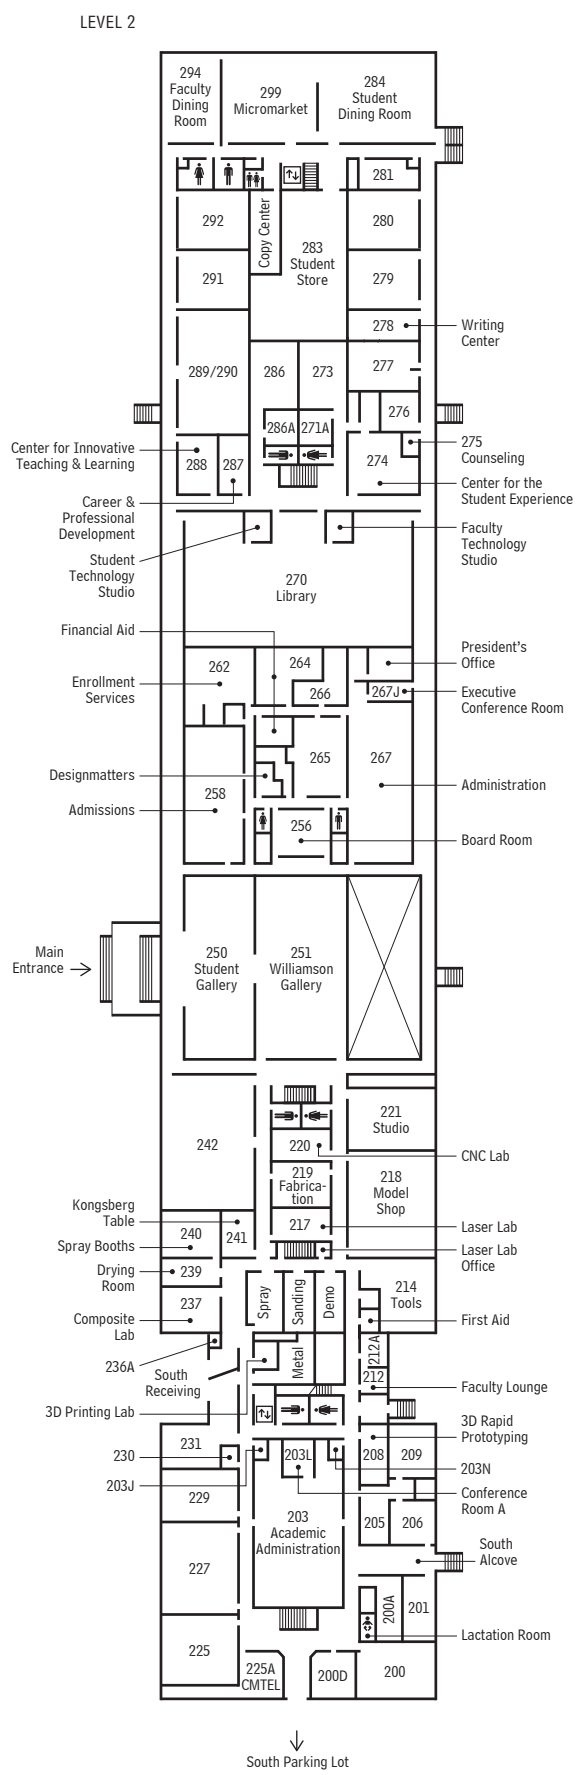 LEVEL 2
294
Faculty
Dining
Room
299
Micromarket
284
Student
Dining Room
281
292
Copy Center
280
283
Student
Store
291
279
278
Writing
Center
289/290
286
273
277
286A
271A
276
Center for Innovative
Teaching & Learning
288
287
275
Counseling
274
Center for the
Student Experience
Career &
Professional
Development
Student
Technology
Studio
Faculty
Technology
Studio
270
Library
Financial Aid
262
264
President's
Office
Enrollment
Services
266
267J
Executive
Conference Room
265
267
Designmatters
Administration
258
Admissions
256
Board Room
Main
Entrance
250
Student
Gallery
251
Williamson
Gallery
221
Studio
242
220
CNC Lab
219
Fabrica-
tion
218
Model
Shop
Kongsberg
Table
240
241
217
Laser Lab
Spray Booths
Laser Lab
Office
Drying
Room
239
214
Tools
Spray
Sanding
Demo
237
Composite
Lab
First Aid
236A
212A
Metal
South
Receiving
212
Faculty Lounge
3D Printing Lab
3D Rapid
Prototyping
231
230
203L
208
209
203N
203J
229
Conference
Room A
203
Academic
Administration
205
206
South
Alcove
227
200A
201
225
Lactation Room
225A
CMTEL
200D
200
South Parking Lot